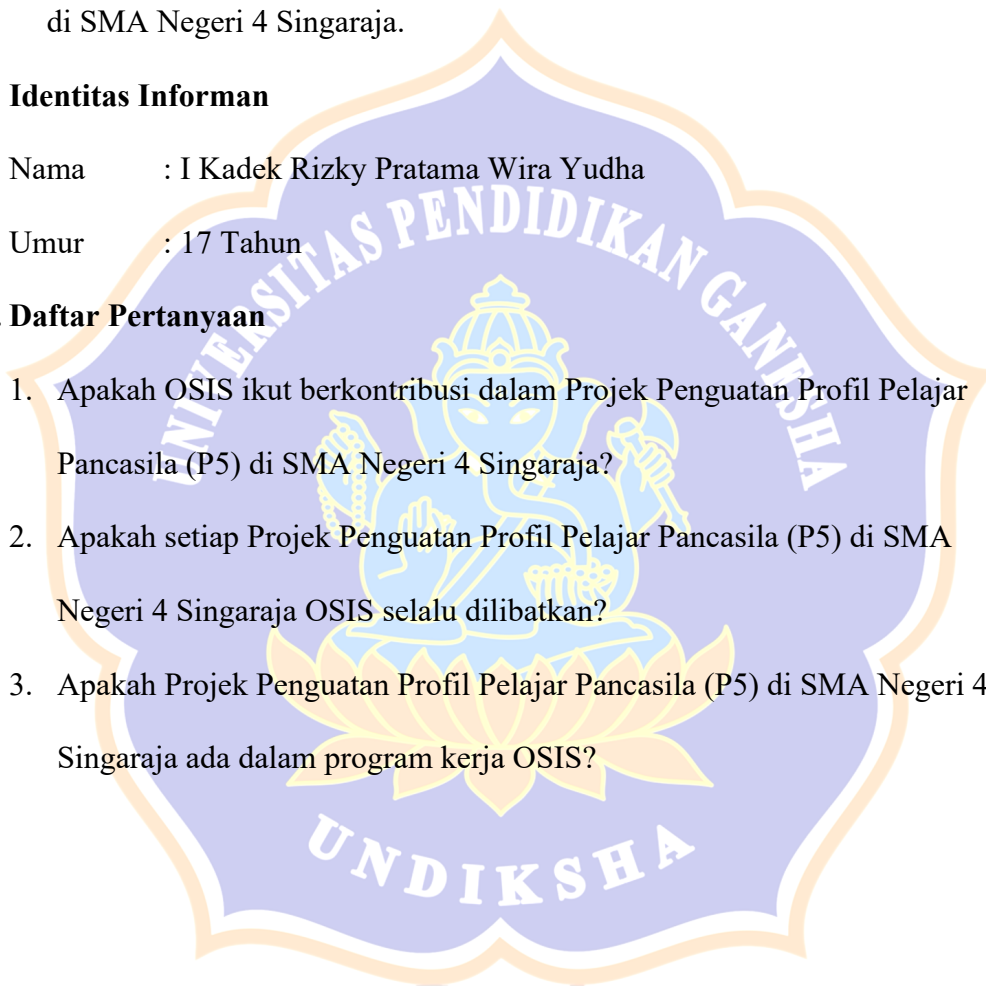 di SMA Negeri 4 Singaraja.
Identitas Informan
Nama : I Kadek Rizky Pratama Wira Yudha
Umur : 17 Tahun
. Daftar Pertanyaan
1. Apakah OSIS ikut berkontribusi dalam Projek Penguatan Profil Pelajar
Pancasila (P5) di SMA Negeri 4 Singaraja?
2. Apakah setiap Projek Penguatan Profil Pelajar Pancasila (P5) di SMA
Negeri 4 Singaraja OSIS selalu dilibatkan?
3. Apakah Projek Penguatan Profil Pelajar Pancasila (P5) di SMA Negeri 4
Singaraja ada dalam program kerja OSIS?
UNIVERSITAS PENDIDIKAN GANESHA
UNDIKSHA